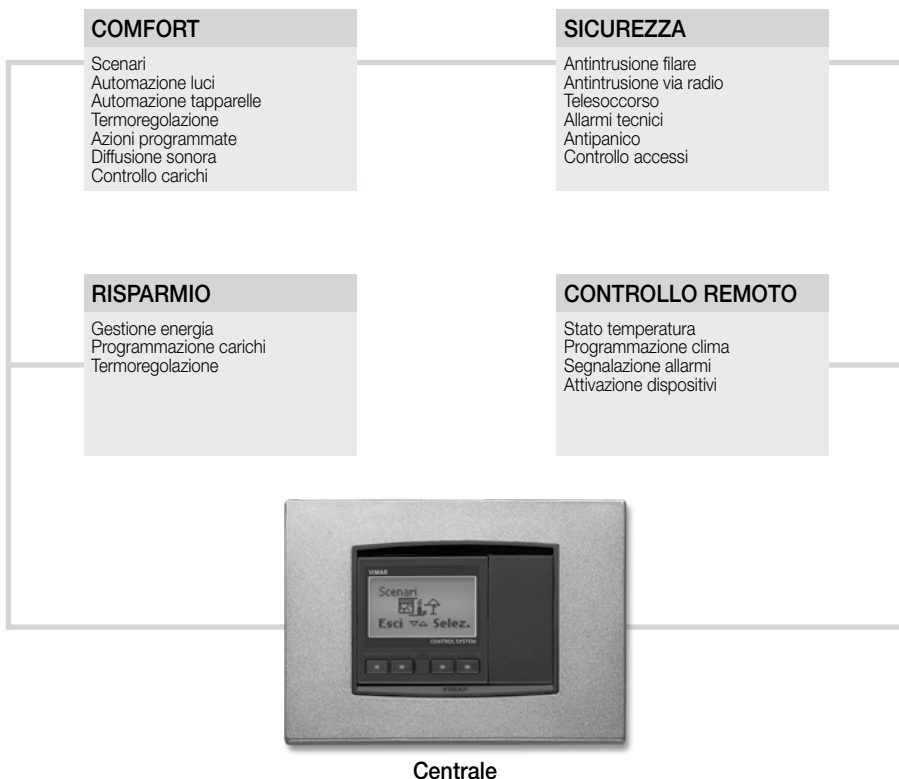 COMFORT
Scenari
Automazione luci
Automazione tapparelle
Termoregolazione
Azioni programmate
Diffusione sonora
Controllo carichi
SICUREZZA
Antintrusione filare
Antintrusione via radio
Telesoccorso
Allarmi tecnici
Antipanico
Controllo accessi
RISPARMIO
Gestione energia
Programmazione carichi
Termoregolazione
CONTROLLO REMOTO
Stato temperatura
Programmazione clima
Segnalazione allarmi
Attivazione dispositivi
VIMAR
Scenari
Esci ▽△ Selez.
CONTROL SYSTEM
VIMAR
Centrale